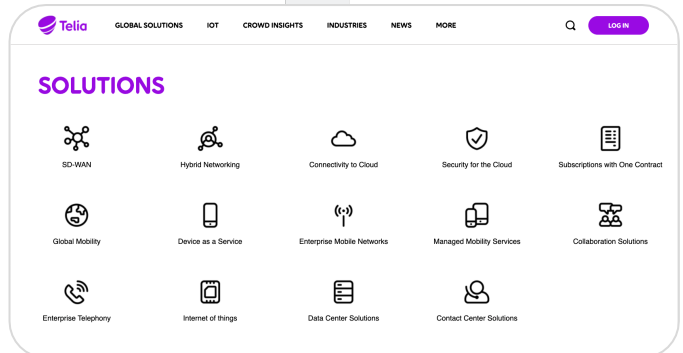 Telia GLOBAL SOLUTIONS IOT CROWD INSIGHTS INDUSTRIES NEWS MORE LOG IN
SOLUTIONS
SD-WAN Hybrid Networking Connectivity to Cloud Security for the Cloud Subscriptions with One Contract
Global Mobility Device as a Service Enterprise Mobile Networks Managed Mobility Services Collaboration Solutions
Enterprise Telephony Internet of things Data Center Solutions Contact Center Solutions